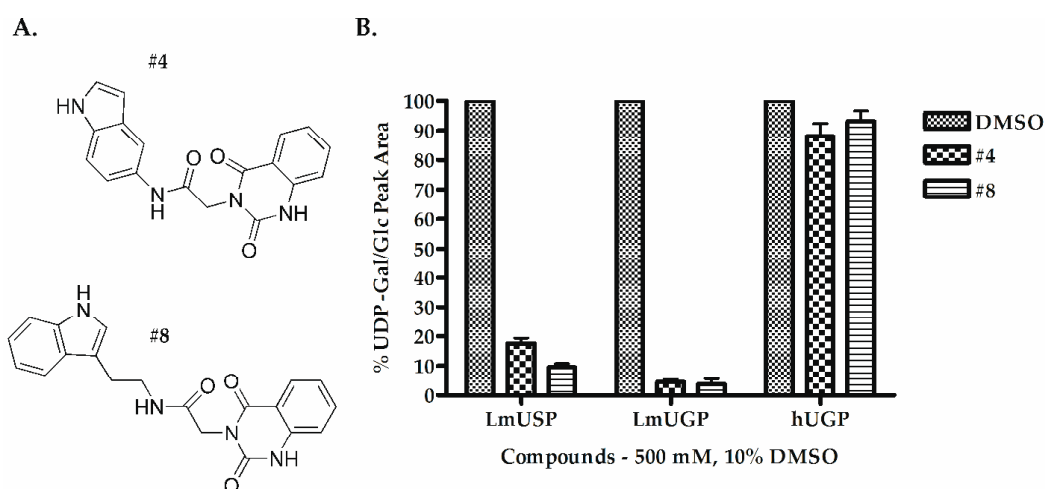 A.
#4
HN
O
N
H
O
N
NH
O
H
N
#8
O
HN
O
N
NH
O
B.
% UDP -Gal/Glc Peak Area
100
90
80
70
60
50
40
30
20
10
0
LmUSP LmUGP hUGP
Compounds - 500 mM, 10% DMSO
DMSO
#4
#8